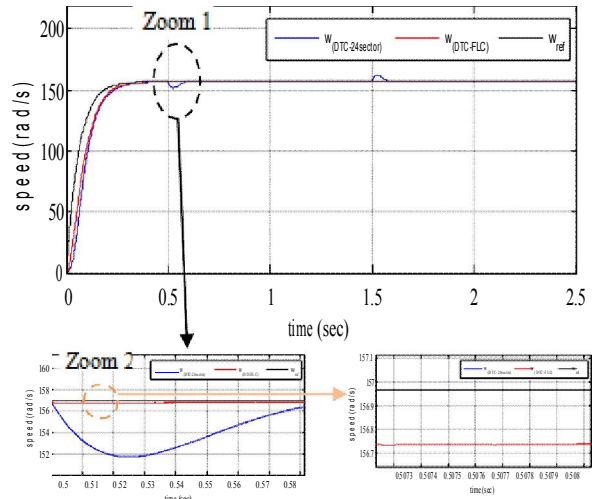 Zoom 1
W(DTC-24sector) W(DTC-FLC) Wref
speed(rad/s)
200
150
100
50
0
0 0.5 1 1.5 2 2.5
time (sec)
Zoom 2
speed(rad/s)
160
158
156
154
152
0.5 0.51 0.52 0.53 0.54 0.55 0.56 0.57 0.58
time (sec)
speed(rad/s)
157.1
157
156.9
156.8
156.7
0.5073 0.5074 0.5075 0.5076 0.5077 0.5078 0.5079 0.508
time(sec)